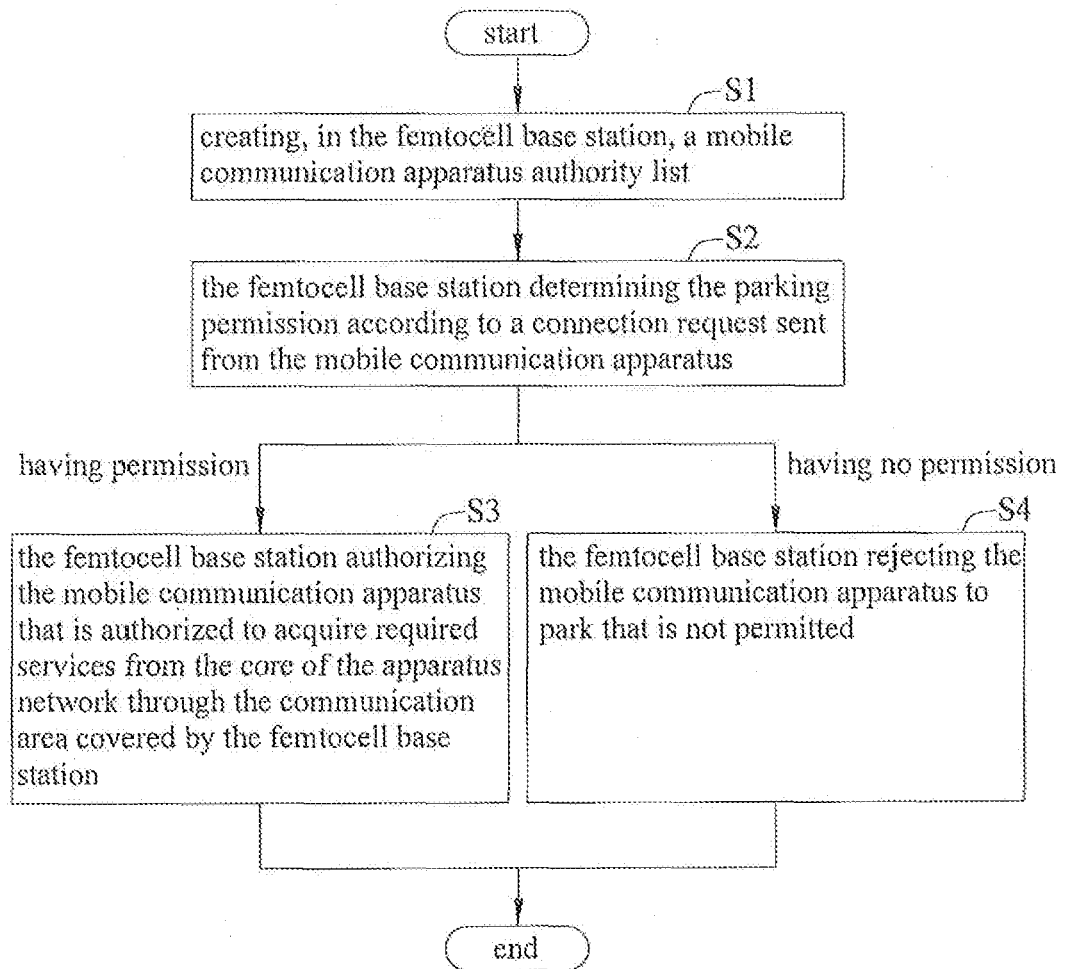 start
S1
creating, in the femtocell base station, a mobile
communication apparatus authority list
S2
the femtocell base station determining the parking
permission according to a connection request sent
from the mobile communication apparatus
having permission
having no permission
S3
the femtocell base station authorizing
the mobile communication apparatus
that is authorized to acquire required
services from the core of the apparatus
network through the communication
area covered by the femtocell base
station
S4
the femtocell base station rejecting the
mobile communication apparatus to
park that is not permitted
end